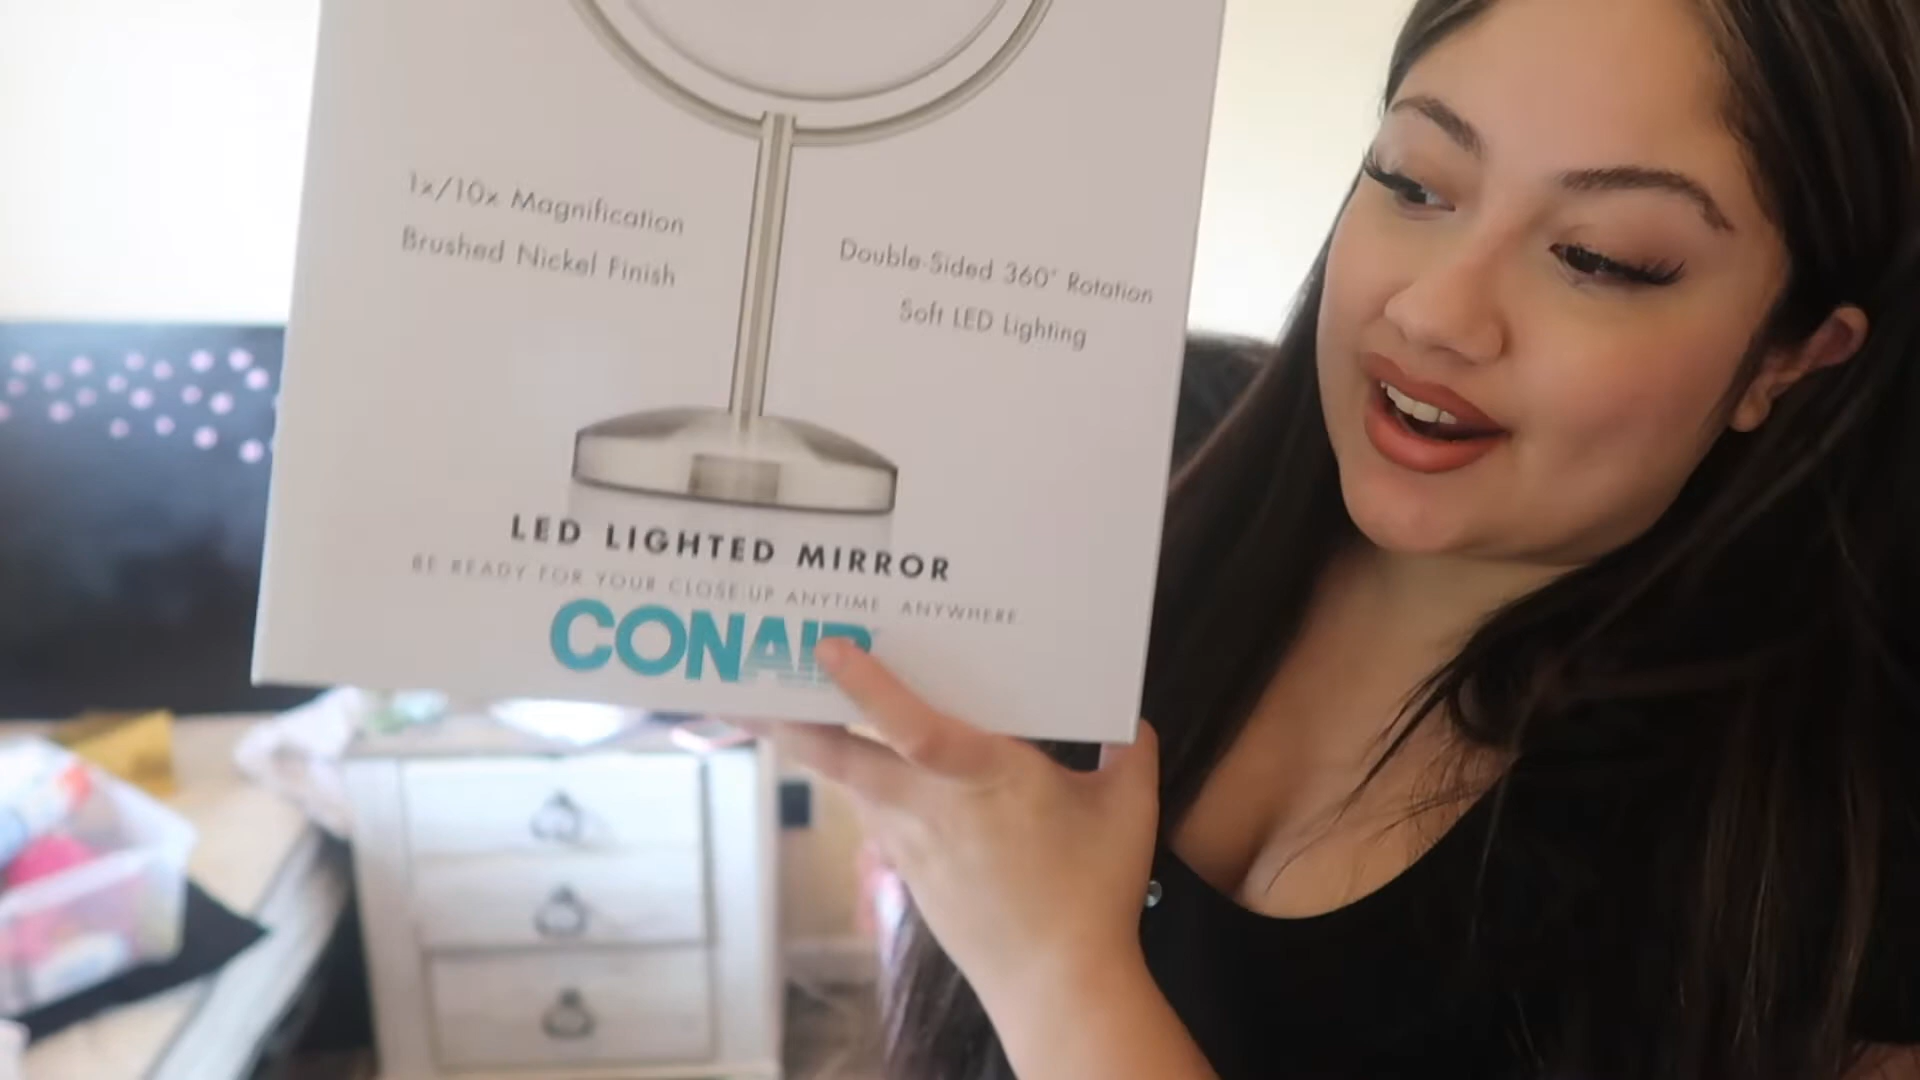 1x/10x Magnification
Brushed Nickel Finish
Double-Sided 360° Rotation
Soft LED Lighting
LED LIGHTED MIRROR
BE READY FOR YOUR CLOSE-UP ANYTIME ANYWHERE
CONAIR